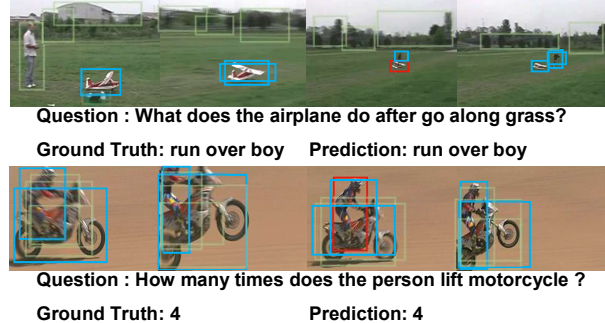 Question : What does the airplane do after go along grass?
Ground Truth: run over boy Prediction: run over boy
Question : How many times does the person lift motorcycle ?
Ground Truth: 4 Prediction: 4